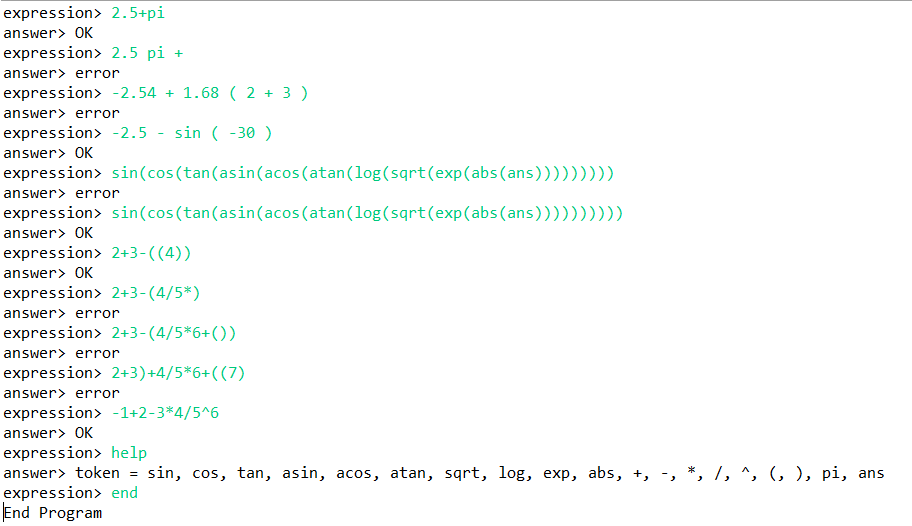 expression> 2.5+pi
answer> OK
expression> 2.5 pi +
answer> error
expression> -2.54 + 1.68 ( 2 + 3 )
answer> error
expression> -2.5 - sin ( -30 )
answer> OK
expression> sin(cos(tan(asin(acos(atan(log(sqrt(exp(abs(ans)))))))))
answer> error
expression> sin(cos(tan(asin(acos(atan(log(sqrt(exp(abs(ans))))))))))
answer> OK
expression> 2+3-((4))
answer> OK
expression> 2+3-(4/5*)
answer> error
expression> 2+3-(4/5*6+())
answer> error
expression> 2+3)+4/5*6+((7)
answer> error
expression> -1+2-3*4/5^6
answer> OK
expression> help
answer> token = sin, cos, tan, asin, acos, atan, sqrt, log, exp, abs, +, -, *, /, ^, (, ), pi, ans
expression> end
End Program